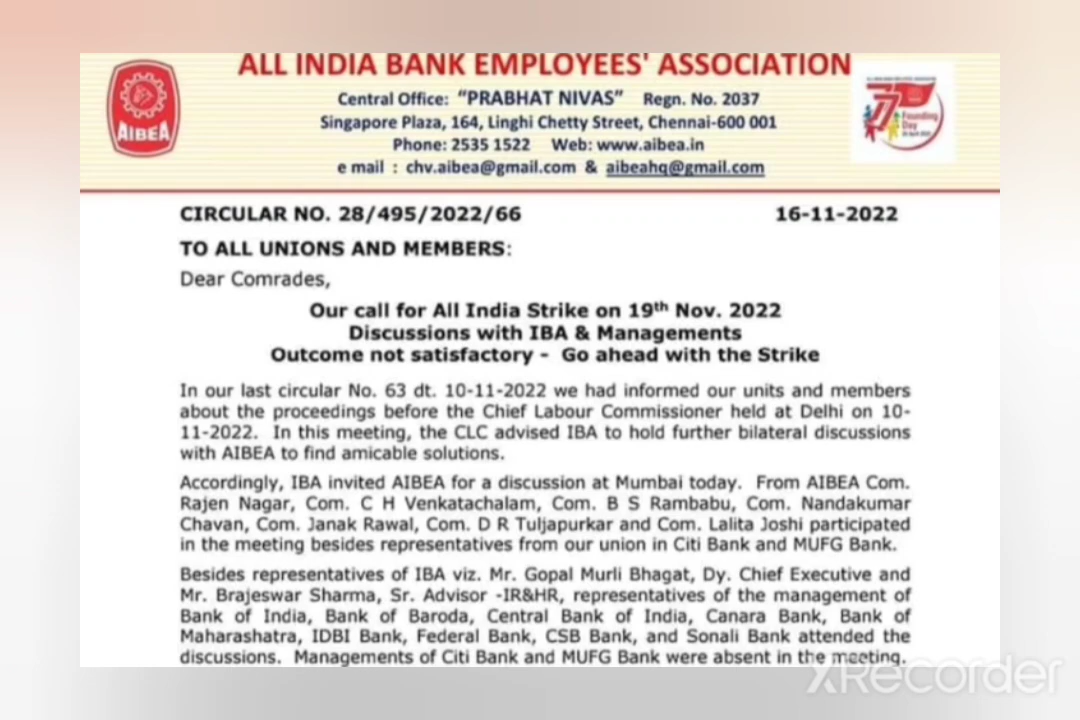 ALL INDIA BANK EMPLOYEES' ASSOCIATION
Central Office: "PRABHAT NIVAS" Regn. No. 2037
Singapore Plaza, 164, Linghi Chetty Street, Chennai-600 001
Phone: 2535 1522 Web: www.aibea.in
e mail : chv.aibea@gmail.com & aibeahq@gmail.com
AIBEA
77
Founding
Day
CIRCULAR NO. 28/495/2022/66 16-11-2022
TO ALL UNIONS AND MEMBERS:
Dear Comrades,
Our call for All India Strike on 19th Nov. 2022
Discussions with IBA & Managements
Outcome not satisfactory - Go ahead with the Strike
In our last circular No. 63 dt. 10-11-2022 we had informed our units and members
about the proceedings before the Chief Labour Commissioner held at Delhi on 10-
11-2022. In this meeting, the CLC advised IBA to hold further bilateral discussions
with AIBEA to find amicable solutions.
Accordingly, IBA invited AIBEA for a discussion at Mumbai today. From AIBEA Com.
Rajen Nagar, Com. C H Venkatachalam, Com. B S Rambabu, Com. Nandakumar
Chavan, Com. Janak Rawal, Com. D R Tuljapurkar and Com. Lalita Joshi participated
in the meeting besides representatives from our union in Citi Bank and MUFG Bank.
Besides representatives of IBA viz. Mr. Gopal Murli Bhagat, Dy. Chief Executive and
Mr. Brajeswar Sharma, Sr. Advisor -IR&HR, representatives of the management of
Bank of India, Bank of Baroda, Central Bank of India, Canara Bank, Bank of
Maharashtra, IDBI Bank, Federal Bank, CSB Bank, and Sonali Bank attended the
discussions. Managements of Citi Bank and MUFG Bank were absent in the meeting.
XRecorder